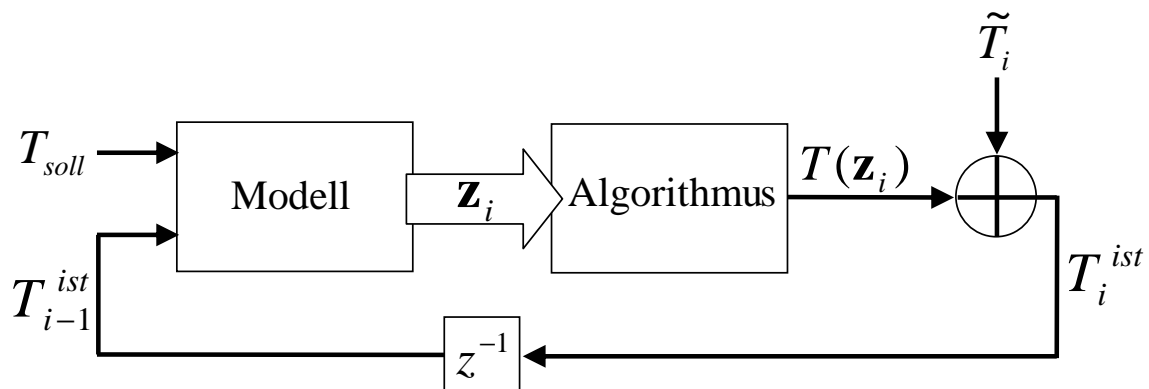 T̃_i
T_soll
Modell
𝐳_i
Algorithmus
T(𝐳_i)
T_{i−1}^{ist}
T_i^{ist}
z^{−1}